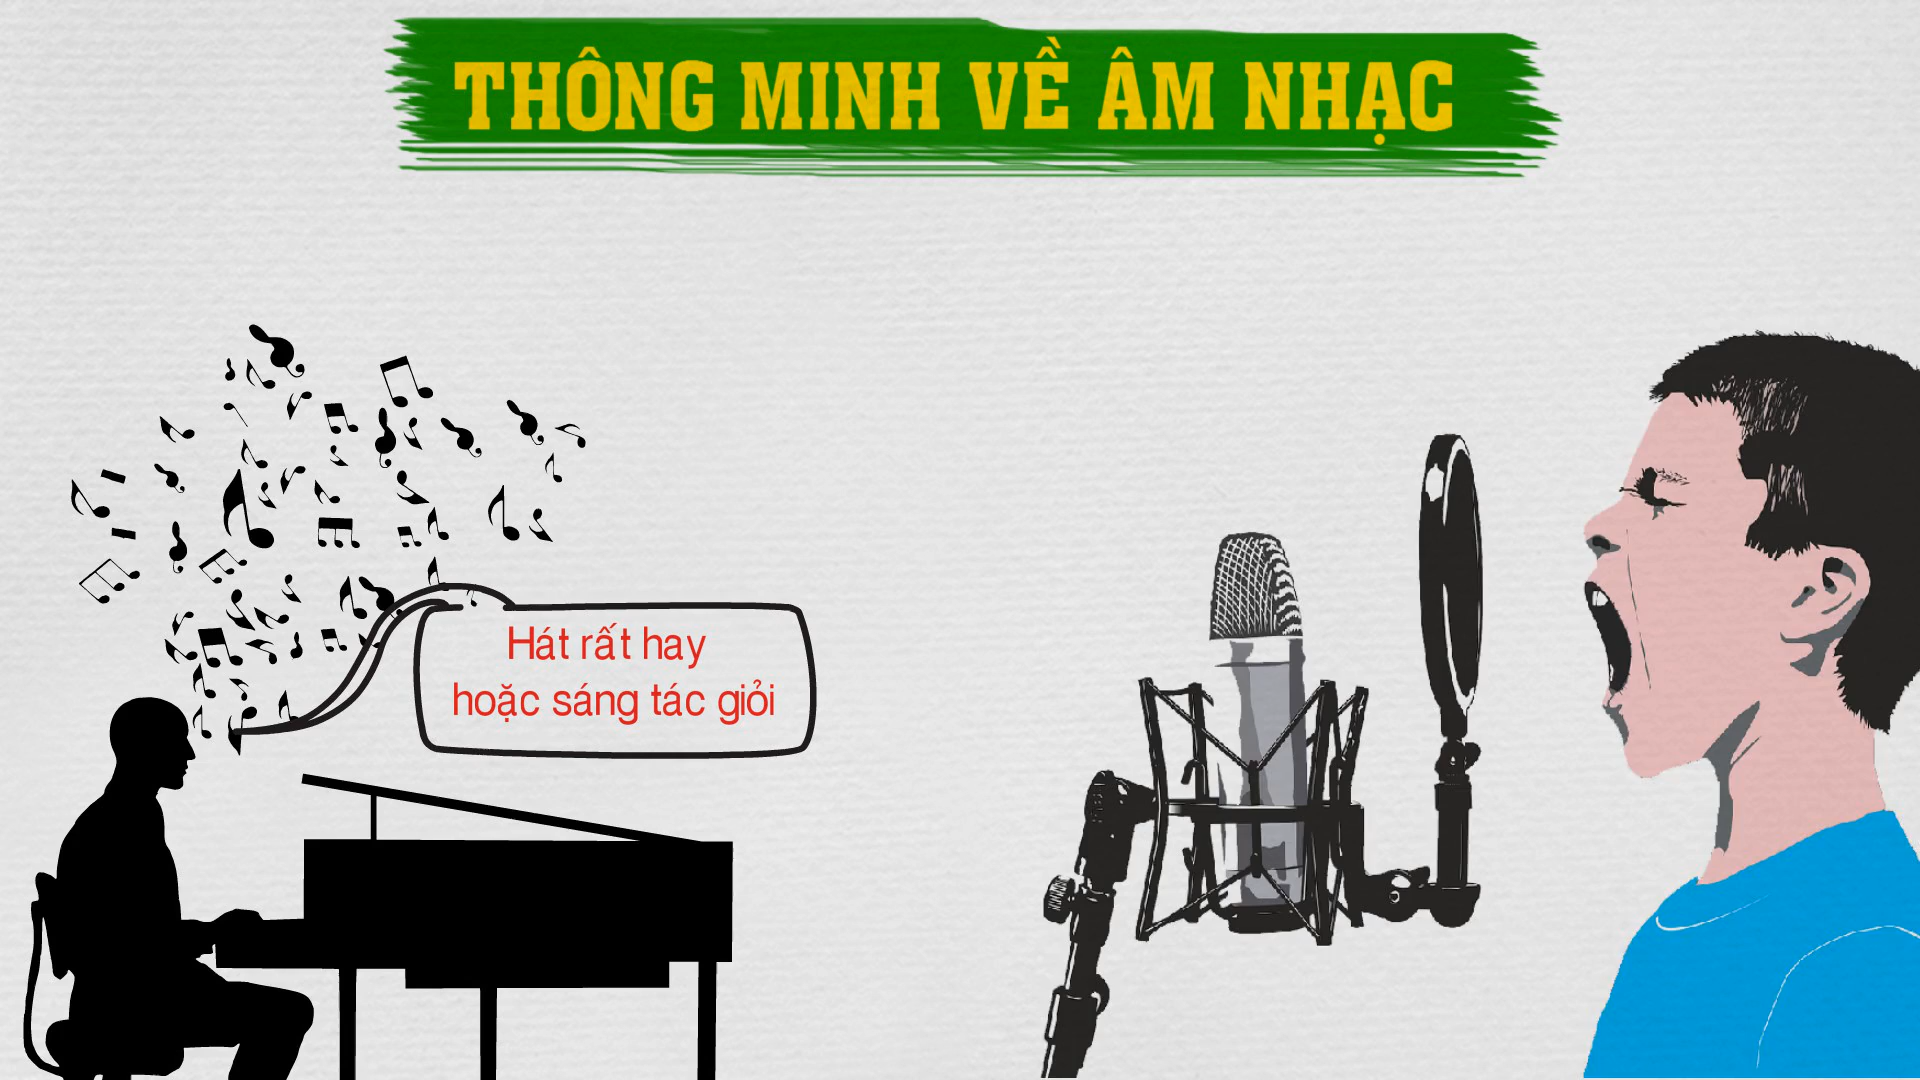 THÔNG MINH VỀ ÂM NHẠC
Hát rất hay
hoặc sáng tác giỏi